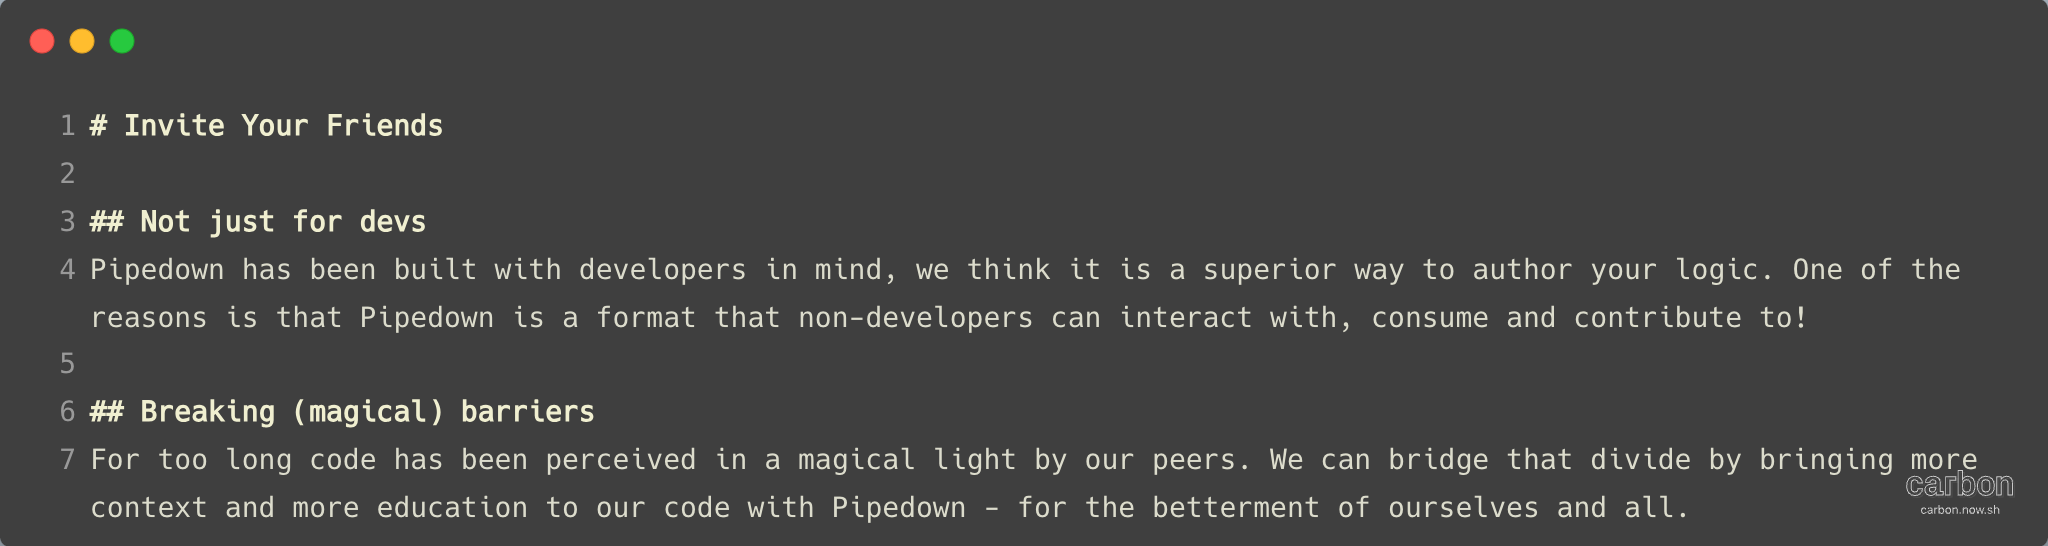 1 # Invite Your Friends
2
3 ## Not just for devs
4 Pipedown has been built with developers in mind, we think it is a superior way to author your logic. One of the
reasons is that Pipedown is a format that non-developers can interact with, consume and contribute to!
5
6 ## Breaking (magical) barriers
7 For too long code has been perceived in a magical light by our peers. We can bridge that divide by bringing more
context and more education to our code with Pipedown - for the betterment of ourselves and all.
carbon
carbon.now.sh